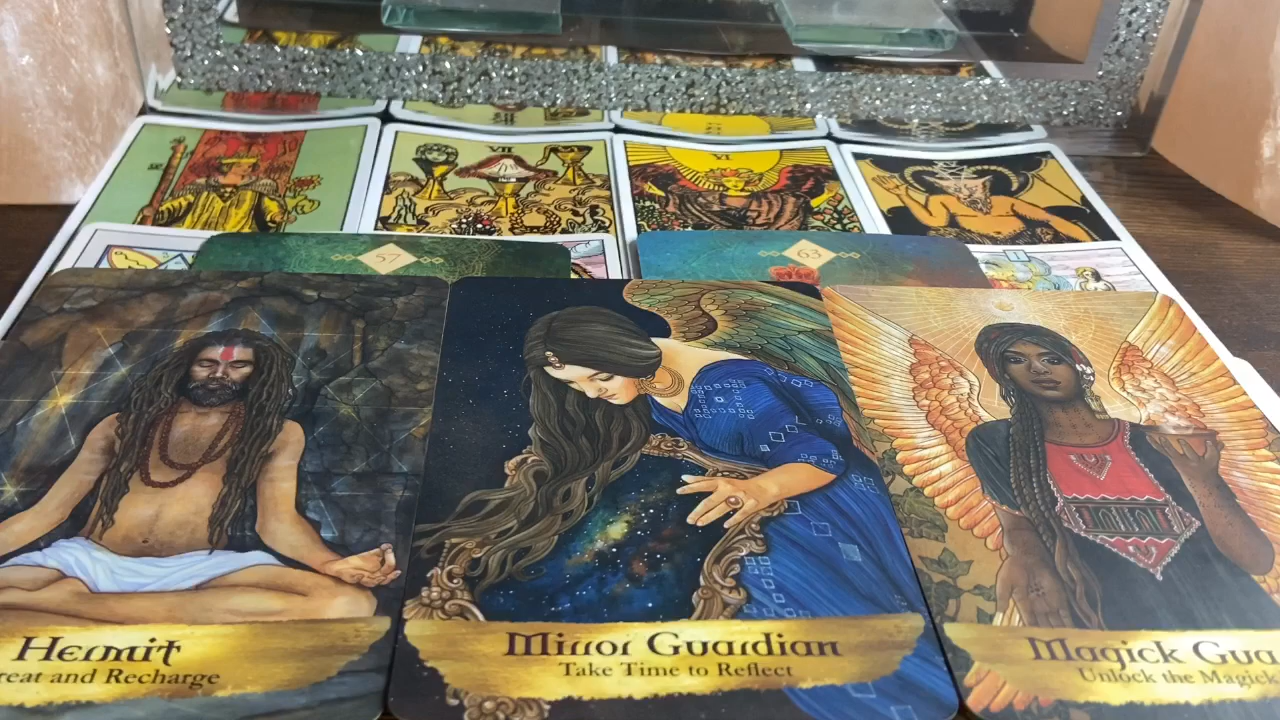 VII
VI
XV
57
63
Hermit
reat and Recharge
Mirror Guardian
Take Time to Reflect
Magick Gua
Unlock the Magick